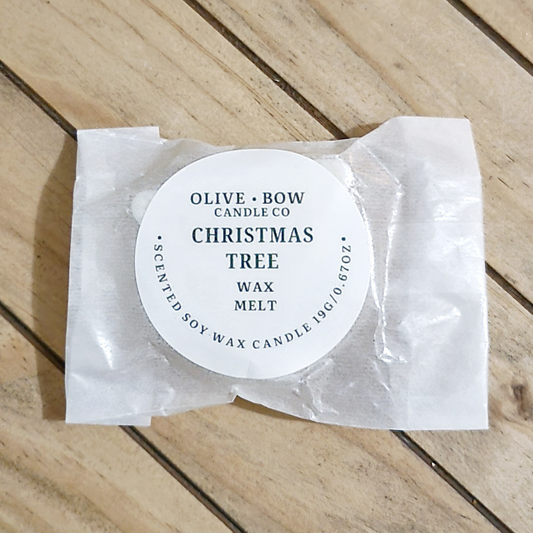 OLIVE • BOW
CANDLE CO
CHRISTMAS
TREE
WAX
MELT
• SCENTED SOY WAX CANDLE 19G/0.67OZ •